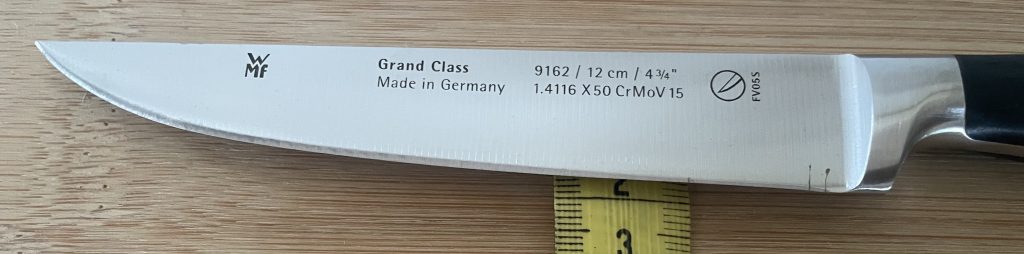 WMF
Grand Class
Made in Germany
9162 / 12 cm / 4 ¾"
1.4116 X50 CrMoV 15
FV05S
2
3